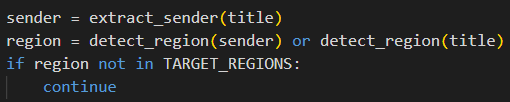 sender = extract_sender(title)
region = detect_region(sender) or detect_region(title)
if region not in TARGET_REGIONS:
    continue